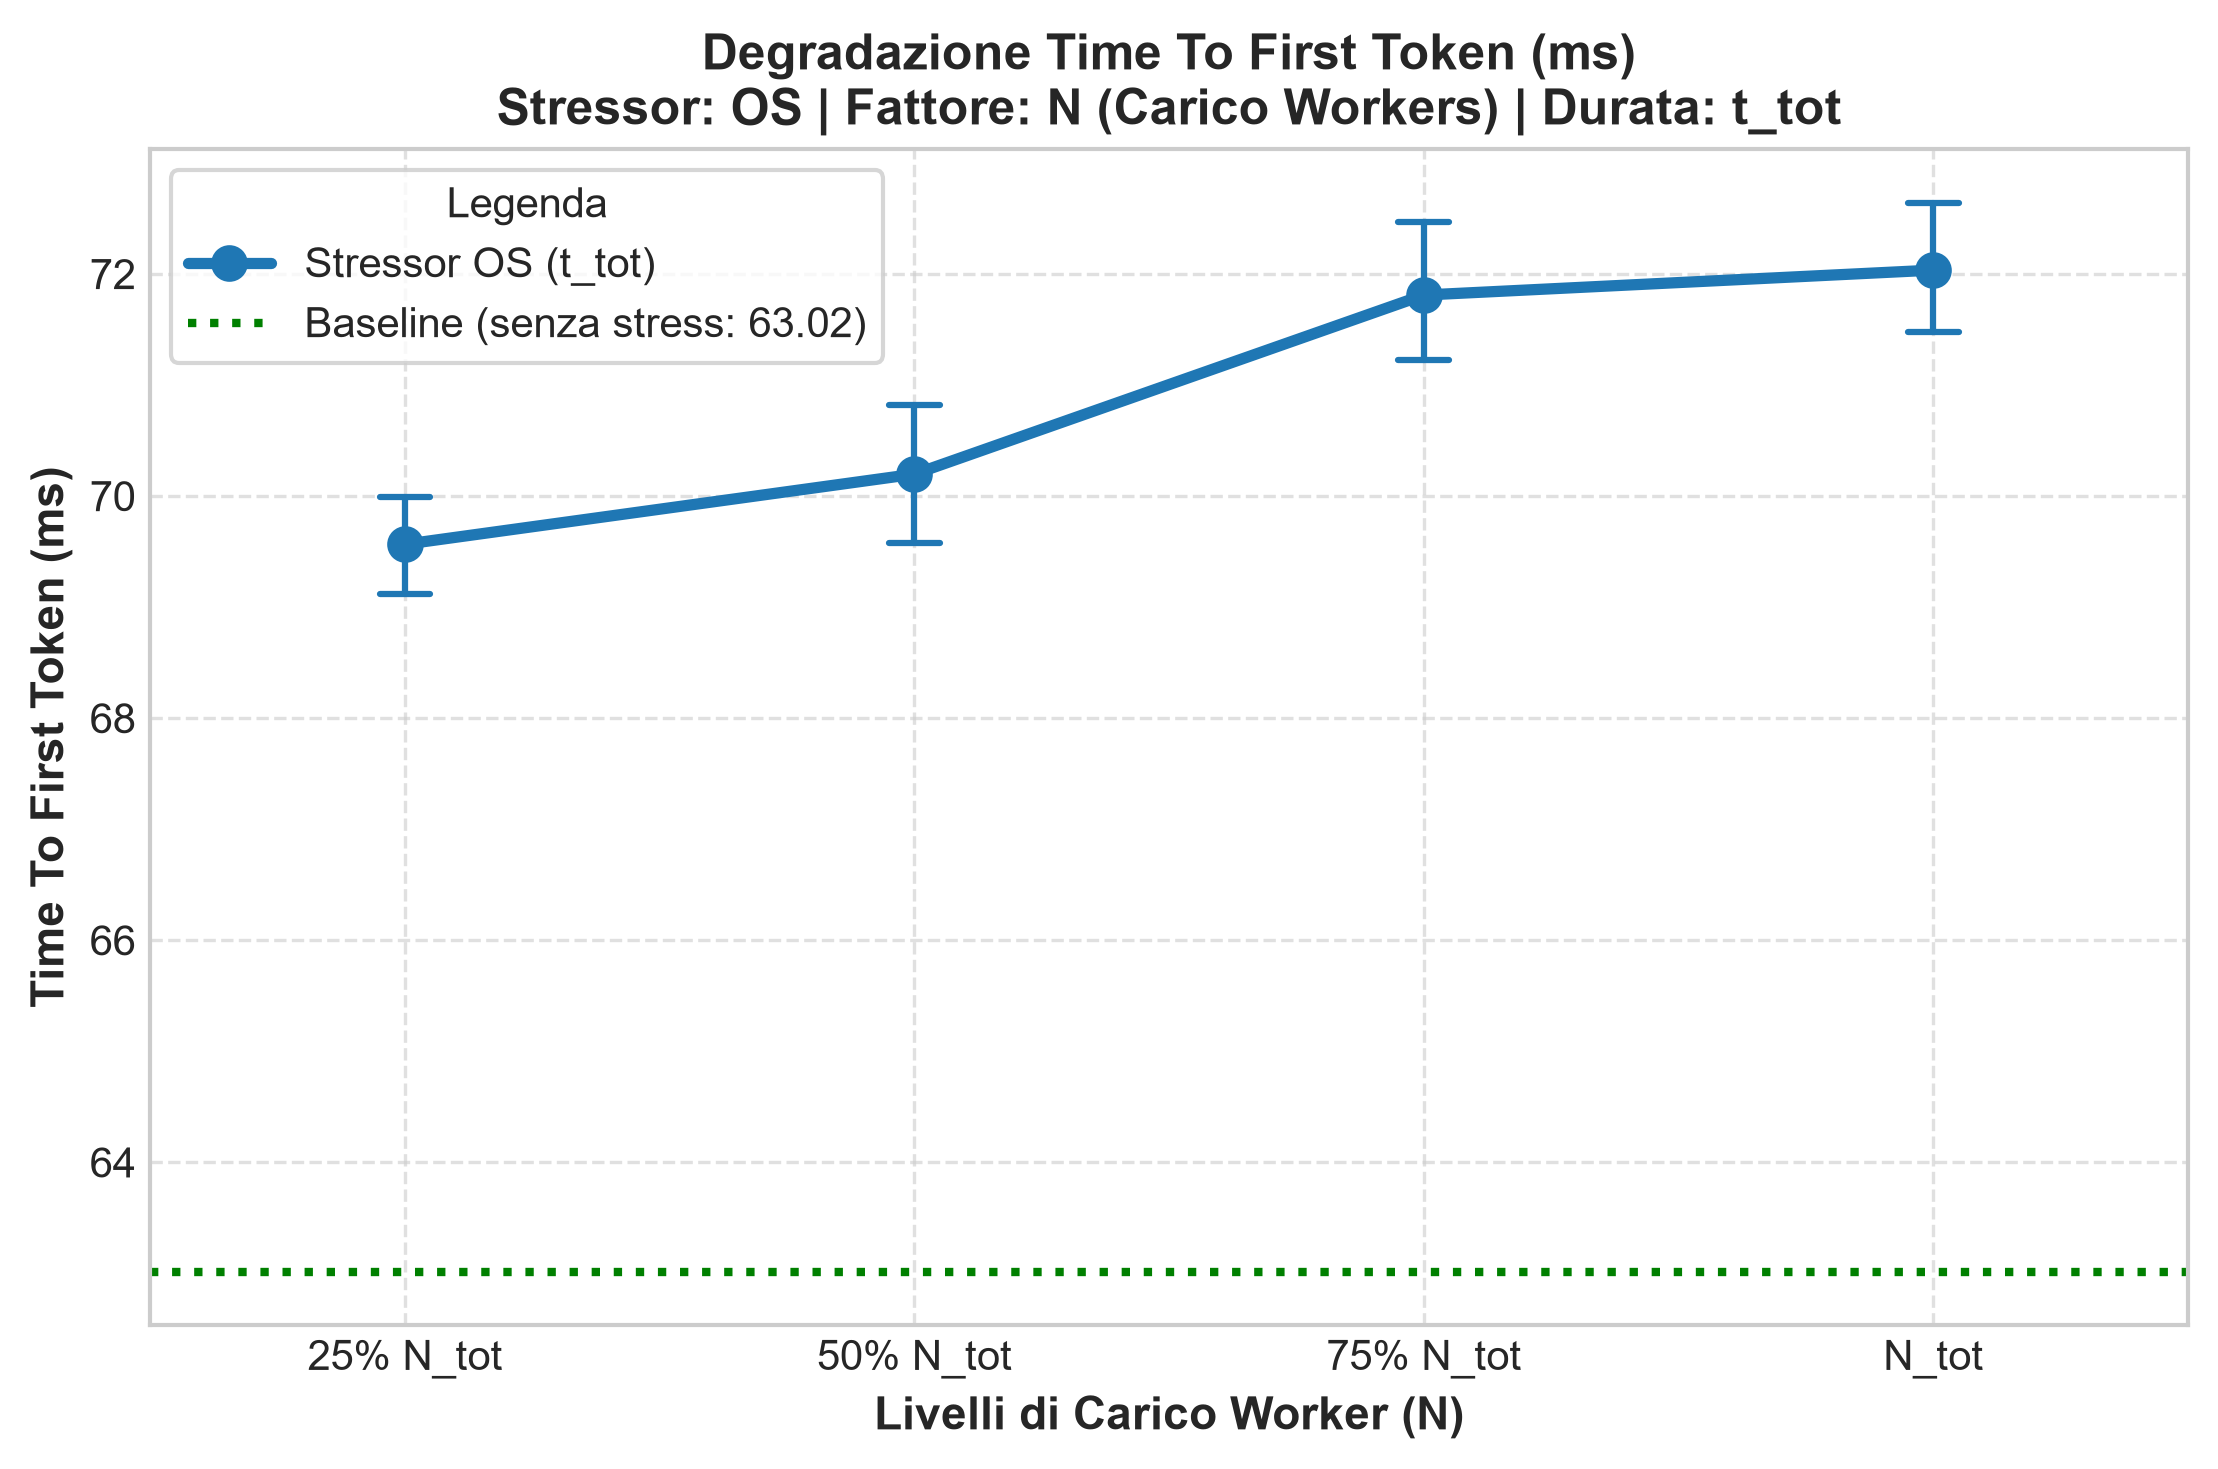 Degradazione Time To First Token (ms)
Stressor: OS | Fattore: N (Carico Workers) | Durata: t_tot
Legenda
Stressor OS (t_tot)
Baseline (senza stress: 63.02)
Time To First Token (ms)
72
70
68
66
64
25% N_tot
50% N_tot
75% N_tot
N_tot
Livelli di Carico Worker (N)